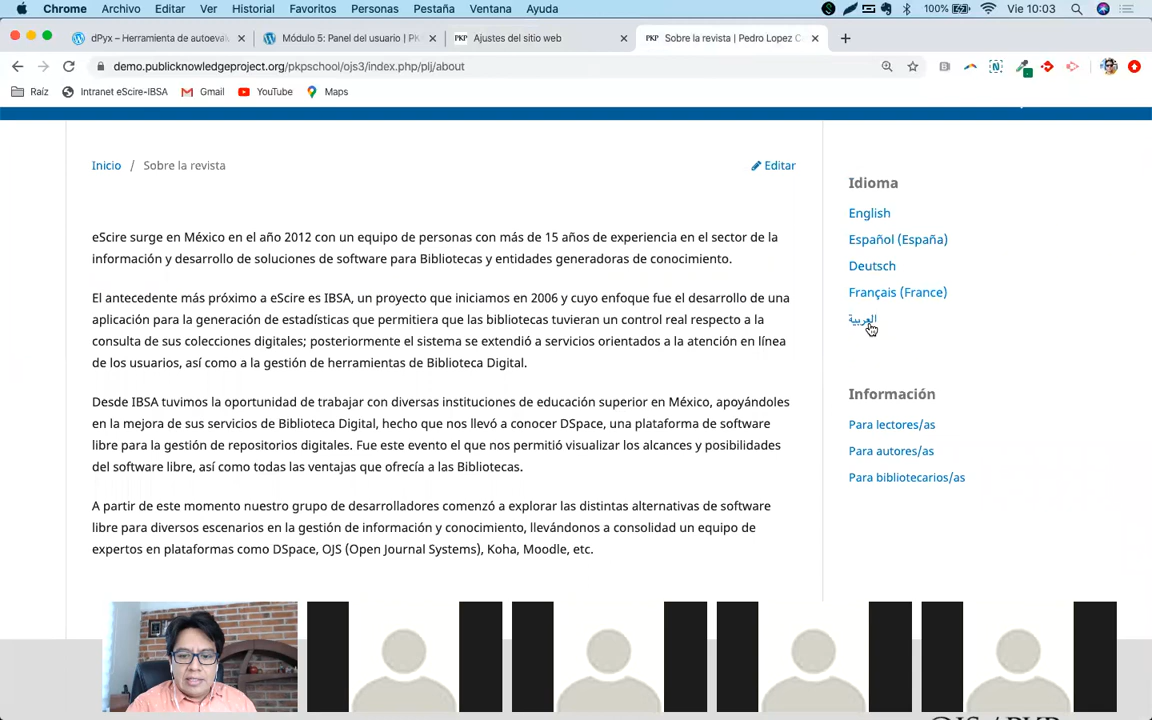 Chrome Archivo Editar Ver Historial Favoritos Personas Pestaña Ventana Ayuda 100% Vie 10:03
dPyx – Herramienta de autoevalu Módulo 5: Panel del usuario | PK Ajustes del sitio web Sobre la revista | Pedro Lopez C
demo.publicknowledgeproject.org/pkpschool/ojs3/index.php/plj/about
Raíz Intranet eScire-IBSA Gmail YouTube Maps
Inicio / Sobre la revista Editar
eScire surge en México en el año 2012 con un equipo de personas con más de 15 años de experiencia en el sector de la
información y desarrollo de soluciones de software para Bibliotecas y entidades generadoras de conocimiento.
El antecedente más próximo a eScire es IBSA, un proyecto que iniciamos en 2006 y cuyo enfoque fue el desarrollo de una
aplicación para la generación de estadísticas que permitiera que las bibliotecas tuvieran un control real respecto a la
consulta de sus colecciones digitales; posteriormente el sistema se extendió a servicios orientados a la atención en línea
de los usuarios, así como a la gestión de herramientas de Biblioteca Digital.
Desde IBSA tuvimos la oportunidad de trabajar con diversas instituciones de educación superior en México, apoyándoles
en la mejora de sus servicios de Biblioteca Digital, hecho que nos llevó a conocer DSpace, una plataforma de software
libre para la gestión de repositorios digitales. Fue este evento el que nos permitió visualizar los alcances y posibilidades
del software libre, así como todas las ventajas que ofrecía a las Bibliotecas.
A partir de este momento nuestro grupo de desarrolladores comenzó a explorar las distintas alternativas de software
libre para diversos escenarios en la gestión de información y conocimiento, llevándonos a consolidad un equipo de
expertos en plataformas como DSpace, OJS (Open Journal Systems), Koha, Moodle, etc.
Idioma
English
Español (España)
Deutsch
Français (France)
العربية
Información
Para lectores/as
Para autores/as
Para bibliotecarios/as